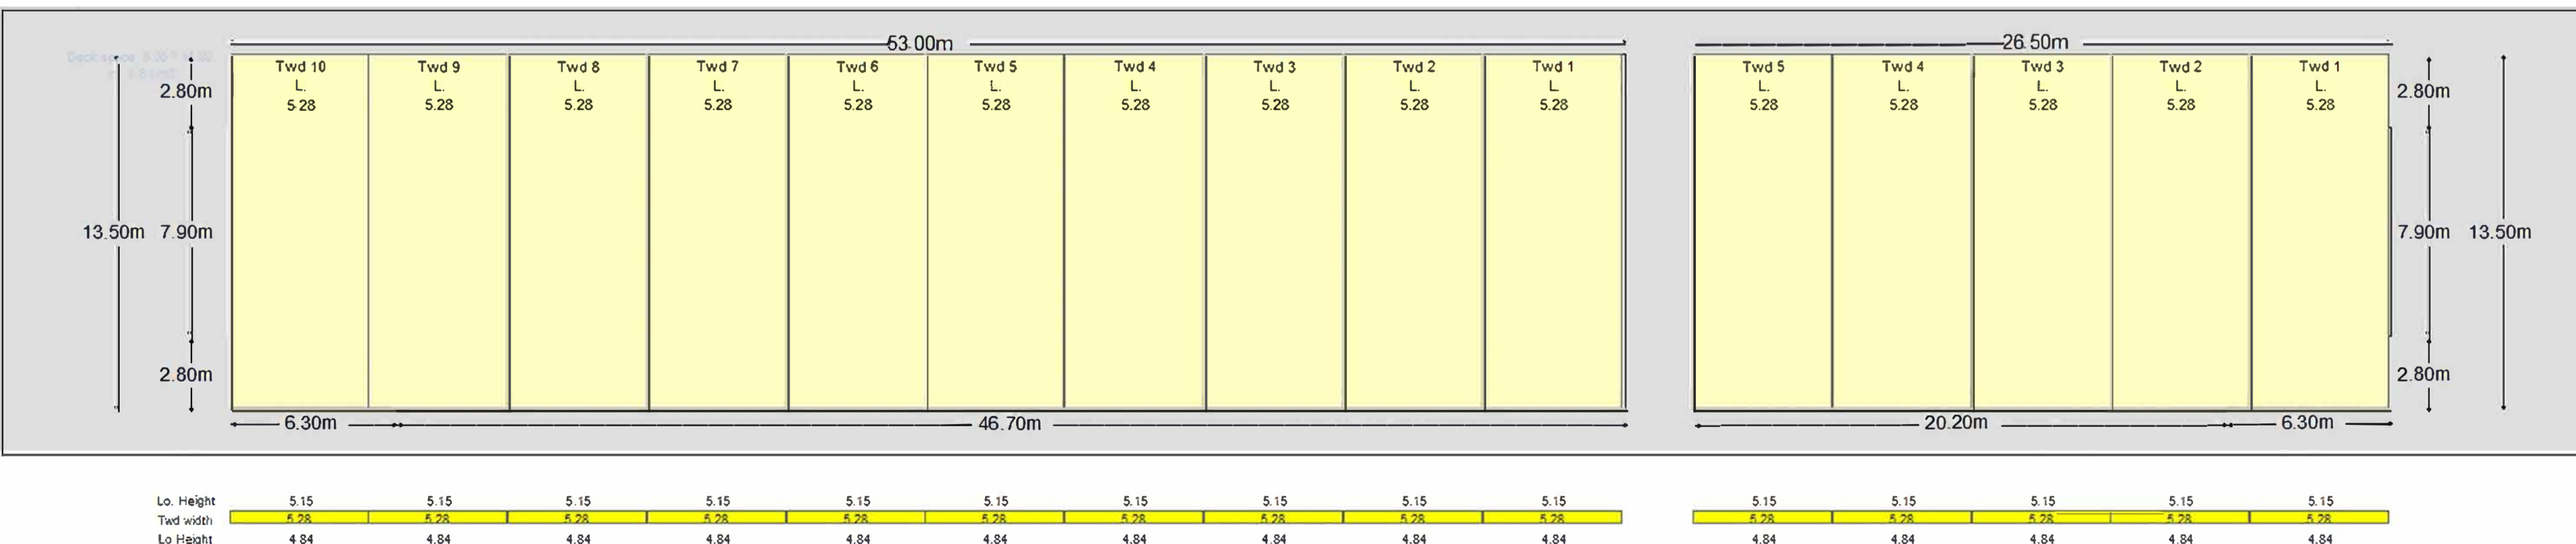 53.00m 26.50m
Twd 10 Twd 9 Twd 8 Twd 7 Twd 6 Twd 5 Twd 4 Twd 3 Twd 2 Twd 1 Twd 5 Twd 4 Twd 3 Twd 2 Twd 1
2.80m L. L. L. L. L. L. L. L. L. L. L. L. L. L. L. 2.80m
5.28 5.28 5.28 5.28 5.28 5.28 5.28 5.28 5.28 5.28 5.28 5.28 5.28 5.28 5.28
13.50m 7.90m 7.90m 13.50m
2.80m 2.80m
6.30m 46.70m 20.20m 6.30m
Lo. Height 5.15 5.15 5.15 5.15 5.15 5.15 5.15 5.15 5.15 5.15 5.15 5.15 5.15 5.15 5.15
Twd width 5.28 5.28 5.28 5.28 5.28 5.28 5.28 5.28 5.28 5.28 5.28 5.28 5.28 5.28 5.28
Lo Height 4.84 4.84 4.84 4.84 4.84 4.84 4.84 4.84 4.84 4.84 4.84 4.84 4.84 4.84 4.84